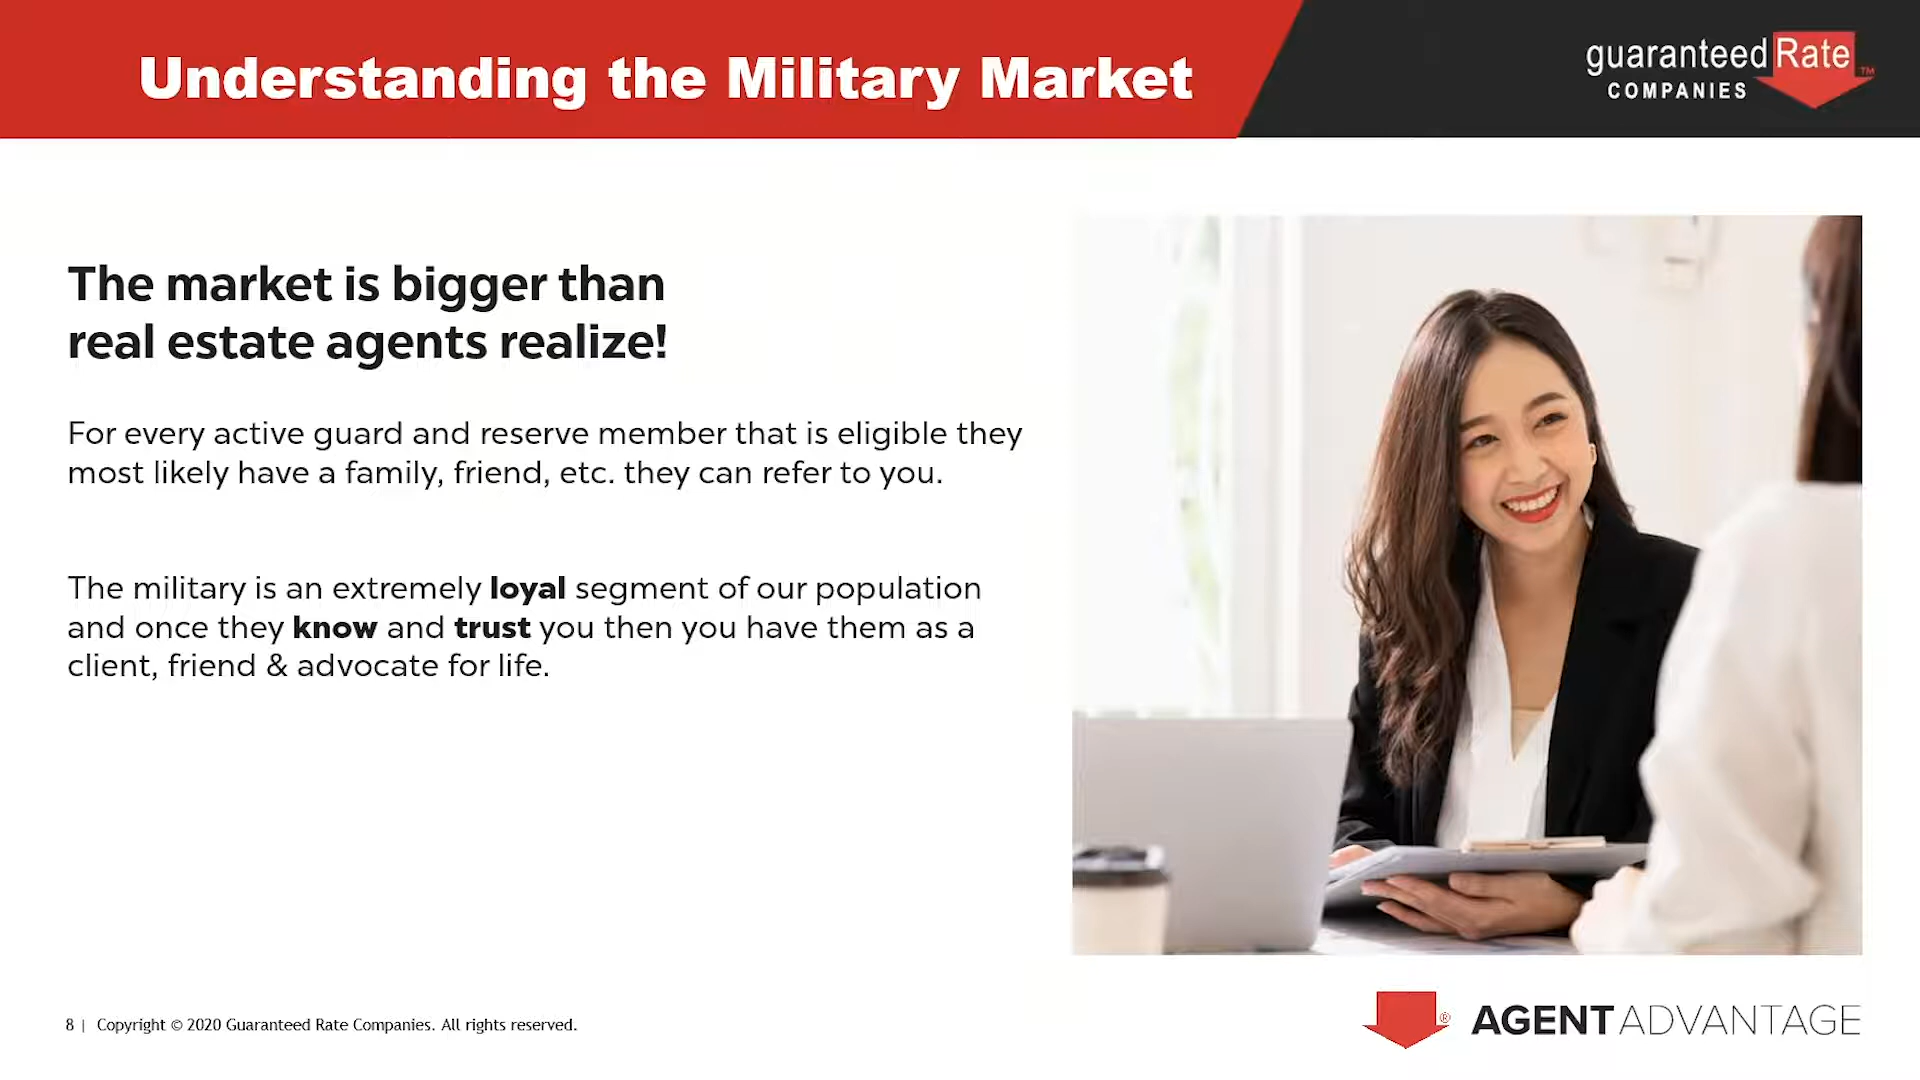 Understanding the Military Market
guaranteed Rate™
COMPANIES
The market is bigger than
real estate agents realize!
For every active guard and reserve member that is eligible they
most likely have a family, friend, etc. they can refer to you.
The military is an extremely loyal segment of our population
and once they know and trust you then you have them as a
client, friend & advocate for life.
8 | Copyright © 2020 Guaranteed Rate Companies. All rights reserved.
® AGENTADVANTAGE